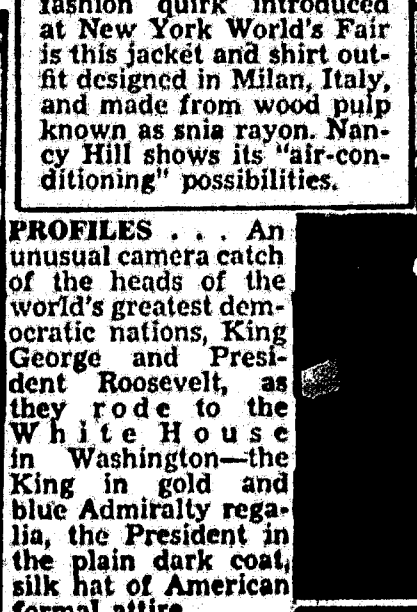 fashion quirk introduced
at New York World's Fair
is this jacket and shirt out-
fit designed in Milan, Italy,
and made from wood pulp
known as snia rayon. Nan-
cy Hill shows its "air-con-
ditioning" possibilities.
PROFILES . . . An
unusual camera catch
of the heads of the
world's greatest dem-
ocratic nations, King
George and Presi-
dent Roosevelt, as
they rode to the
White House
in Washington—the
King in gold and
blue Admiralty rega-
lia, the President in
the plain dark coat,
silk hat of American
formal attire.